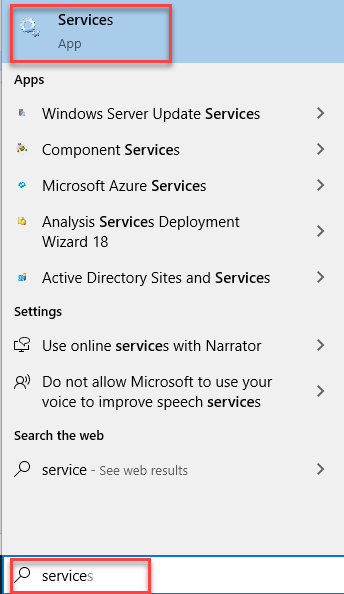 Services
App
Apps
Windows Server Update Services
Component Services
Microsoft Azure Services
Analysis Services Deployment
Wizard 18
Active Directory Sites and Services
Settings
Use online services with Narrator
Do not allow Microsoft to use your
voice to improve speech services
Search the web
service - See web results
services